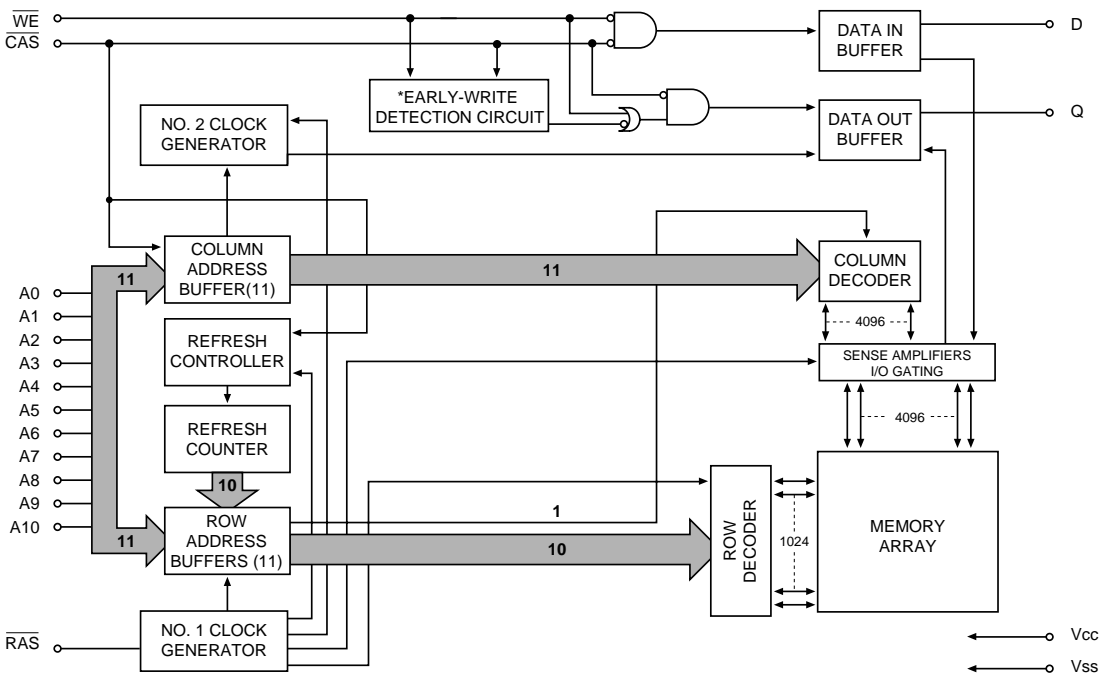 WE
CAS
DATA IN
BUFFER
D
*EARLY-WRITE
DETECTION CIRCUIT
NO. 2 CLOCK
GENERATOR
DATA OUT
BUFFER
Q
COLUMN
ADDRESS
BUFFER(11)
11
11
COLUMN
DECODER
A0
A1
A2
A3
A4
A5
A6
A7
A8
A9
A10
4096
REFRESH
CONTROLLER
SENSE AMPLIFIERS
I/O GATING
REFRESH
COUNTER
4096
10
ROW
ADDRESS
BUFFERS (11)
11
1
10
ROW
DECODER
1024
MEMORY
ARRAY
RAS
NO. 1 CLOCK
GENERATOR
Vcc
Vss